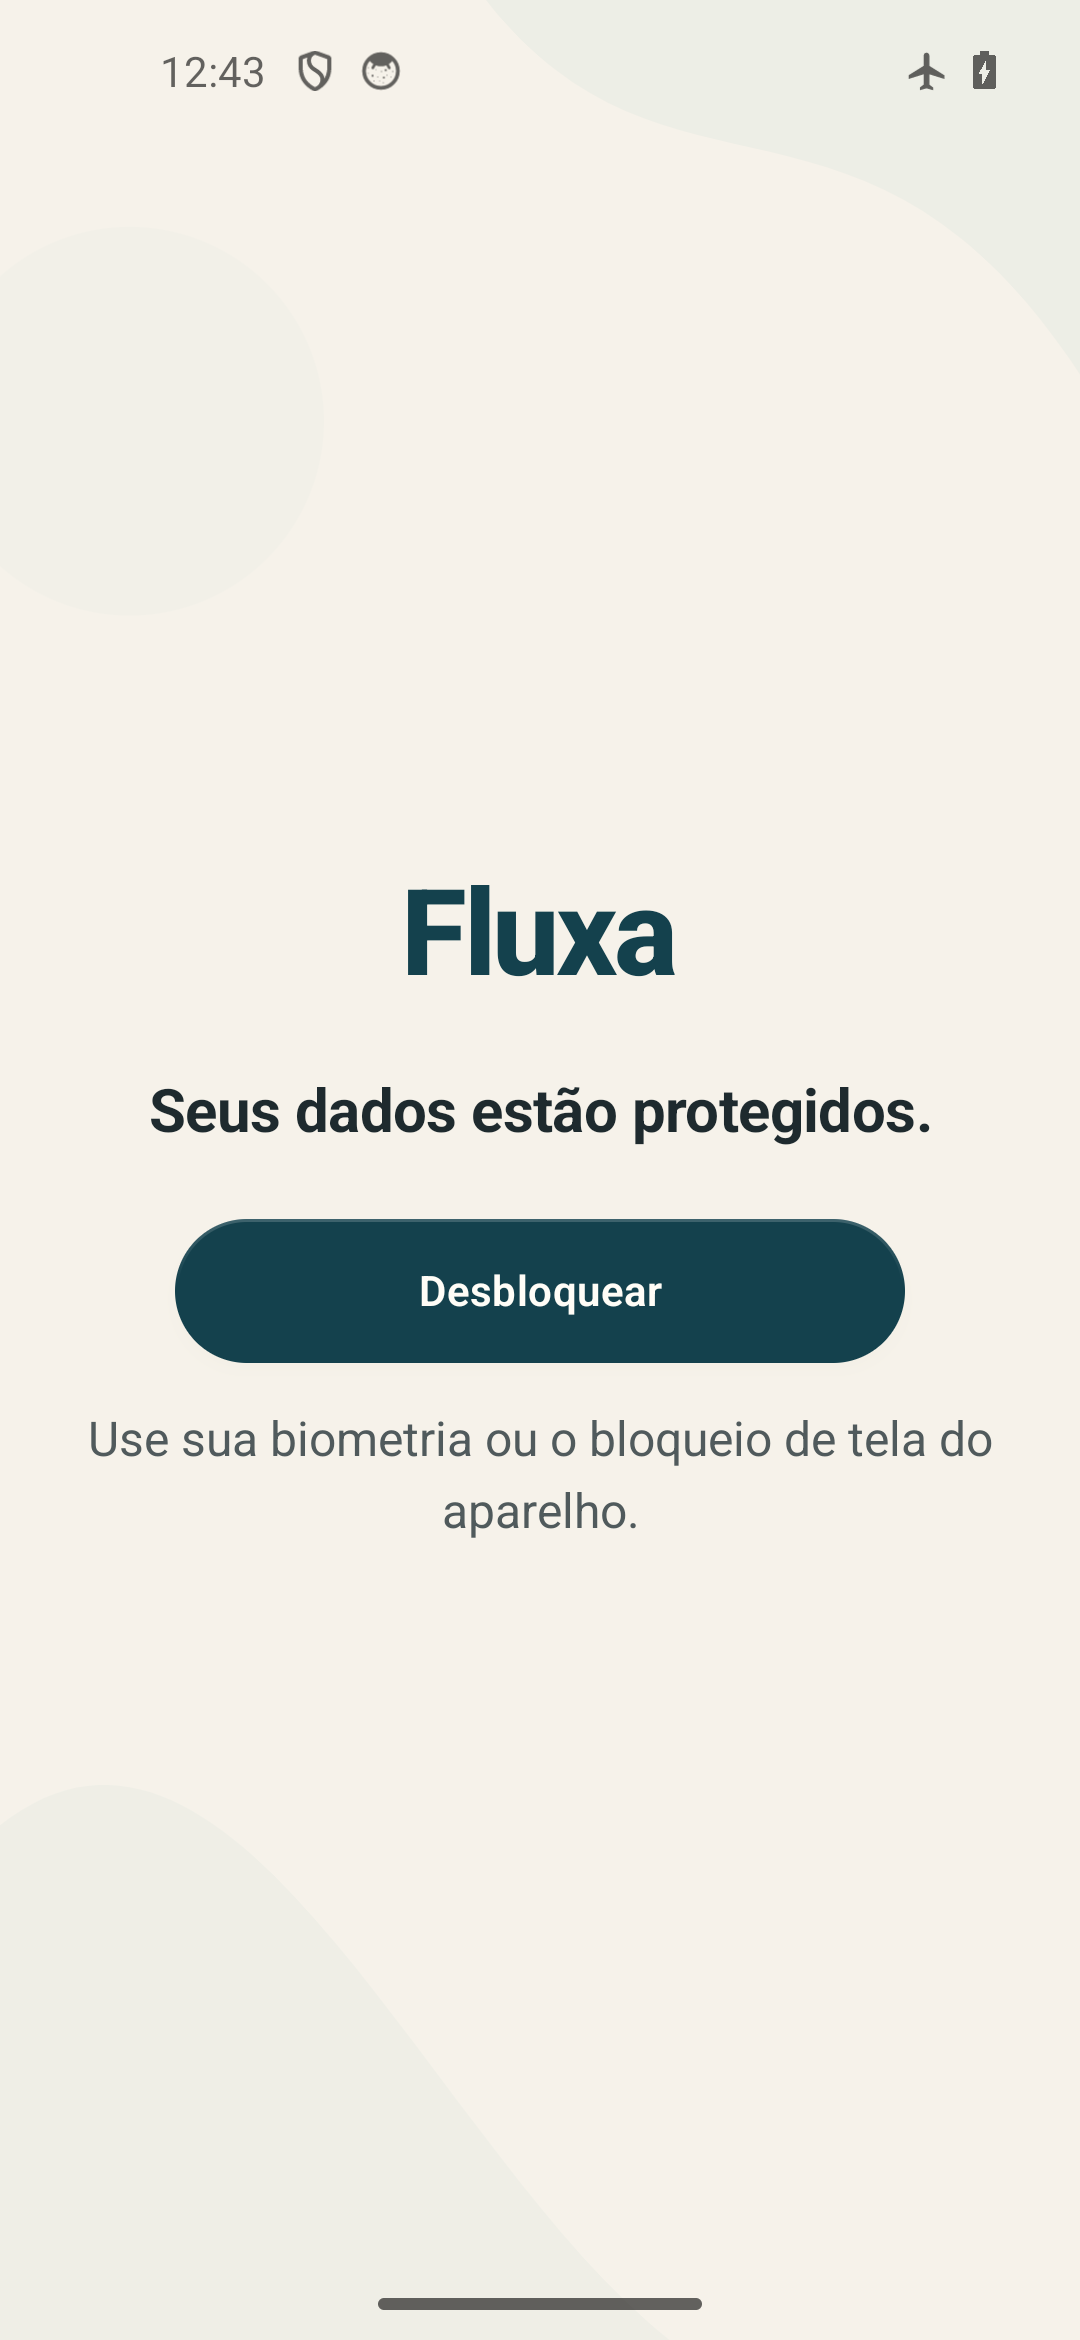 12:43
Fluxa
Seus dados estão protegidos.
Desbloquear
Use sua biometria ou o bloqueio de tela do
aparelho.